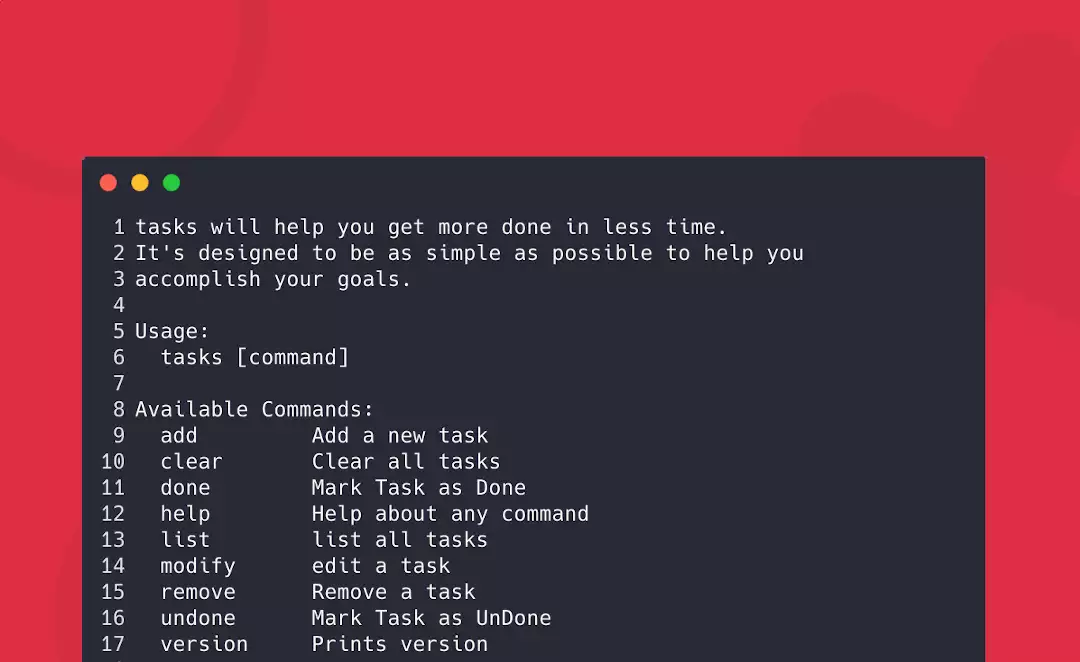 1 tasks will help you get more done in less time.
2 It's designed to be as simple as possible to help you
3 accomplish your goals.
4
5 Usage:
6   tasks [command]
7
8 Available Commands:
9   add         Add a new task
10   clear       Clear all tasks
11   done        Mark Task as Done
12   help        Help about any command
13   list        list all tasks
14   modify      edit a task
15   remove      Remove a task
16   undone      Mark Task as UnDone
17   version     Prints version